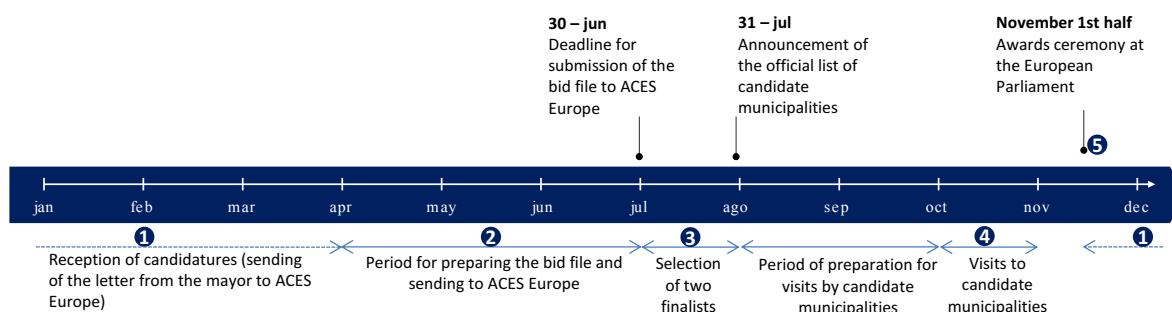 30 – jun
Deadline for
submission of the
bid file to ACES
Europe
31 – jul
Announcement of
the official list of
candidate
municipalities
November 1st half
Awards ceremony at
the European
Parliament
5
jan feb mar apr may jun jul ago sep oct nov dec
1
Reception of candidatures (sending
of the letter from the mayor to ACES
Europe)
2
Period for preparing the bid file and
sending to ACES Europe
3
Selection
of two
finalists
Period of preparation for
visits by candidate
municipalities
4
Visits to
candidate
municipalities
1